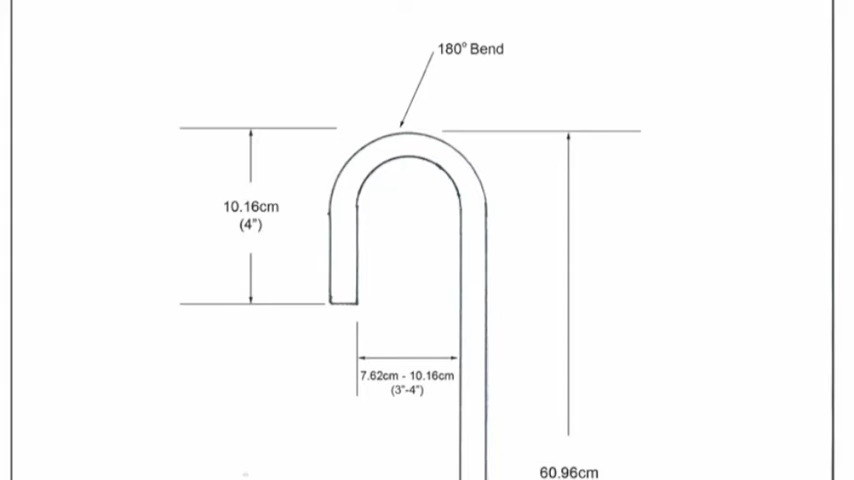 180° Bend
10.16cm
(4”)
7.62cm - 10.16cm
(3”-4”)
60.96cm